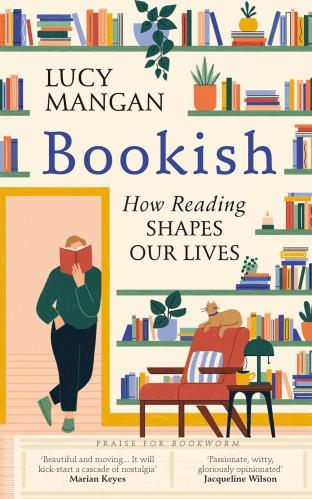 LUCY
MANGAN
Bookish
How Reading
SHAPES
OUR LIVES
PRAISE FOR BOOKWORM
‘Beautiful and moving... It will
kick-start a cascade of nostalgia’
Marian Keyes
‘Passionate, witty,
gloriously opinionated’
Jacqueline Wilson